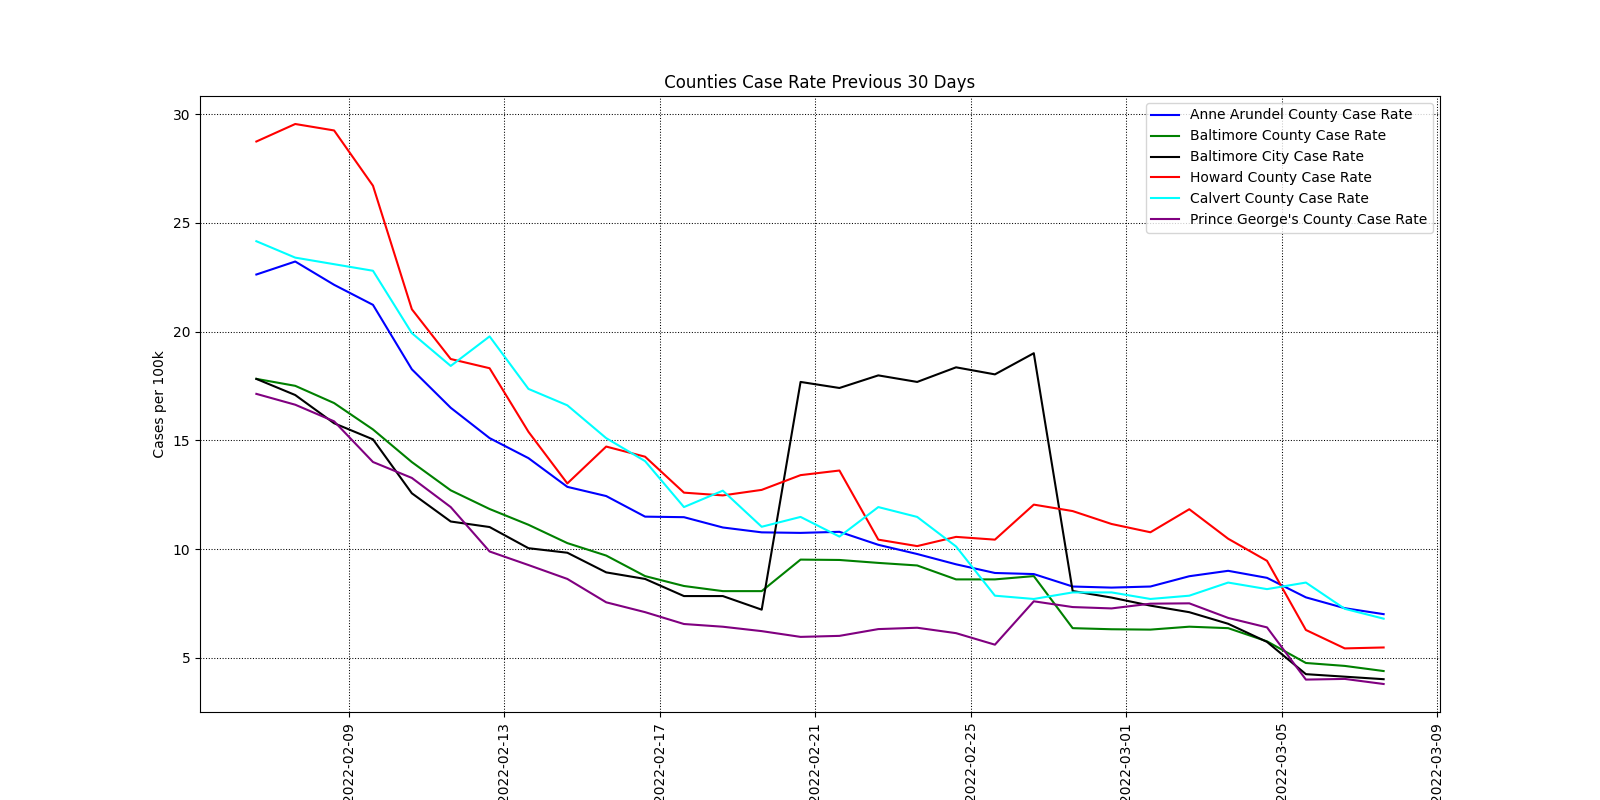 Counties Case Rate Previous 30 Days
Cases per 100k
30
25
20
15
10
5
Anne Arundel County Case Rate
Baltimore County Case Rate
Baltimore City Case Rate
Howard County Case Rate
Calvert County Case Rate
Prince George's County Case Rate
2022-02-09
2022-02-13
2022-02-17
2022-02-21
2022-02-25
2022-03-01
2022-03-05
2022-03-09